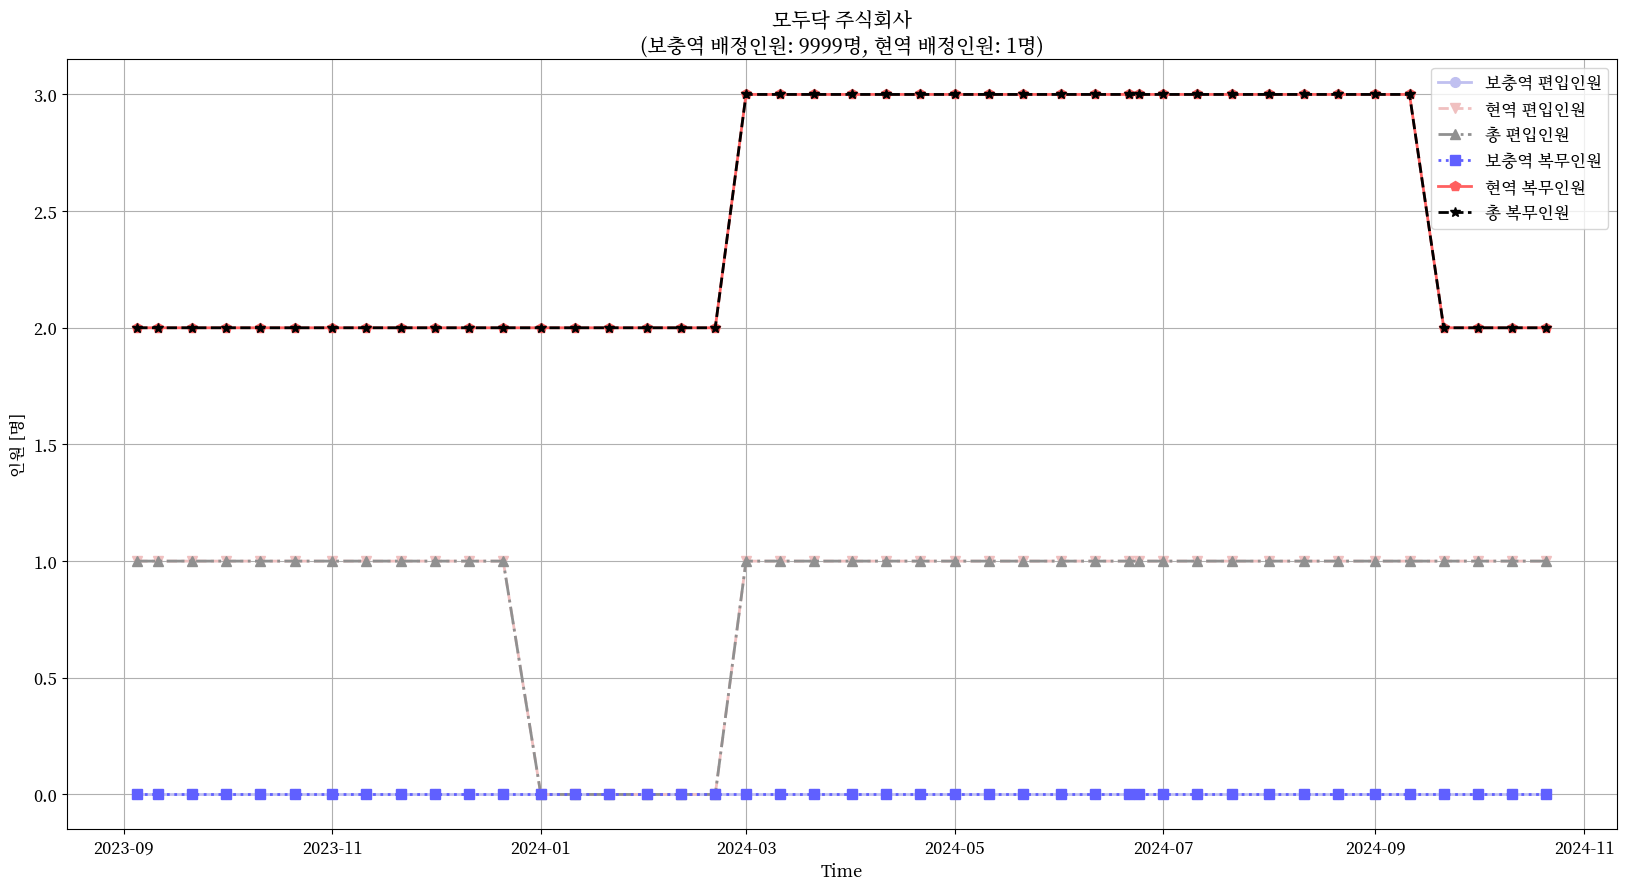 모두닥 주식회사
(보충역 배정인원: 9999명, 현역 배정인원: 1명)
보충역 편입인원
현역 편입인원
총 편입인원
보충역 복무인원
현역 복무인원
총 복무인원
3.0
2.5
2.0
1.5
1.0
0.5
0.0
인원 [명]
2023-09
2023-11
2024-01
2024-03
2024-05
2024-07
2024-09
2024-11
Time